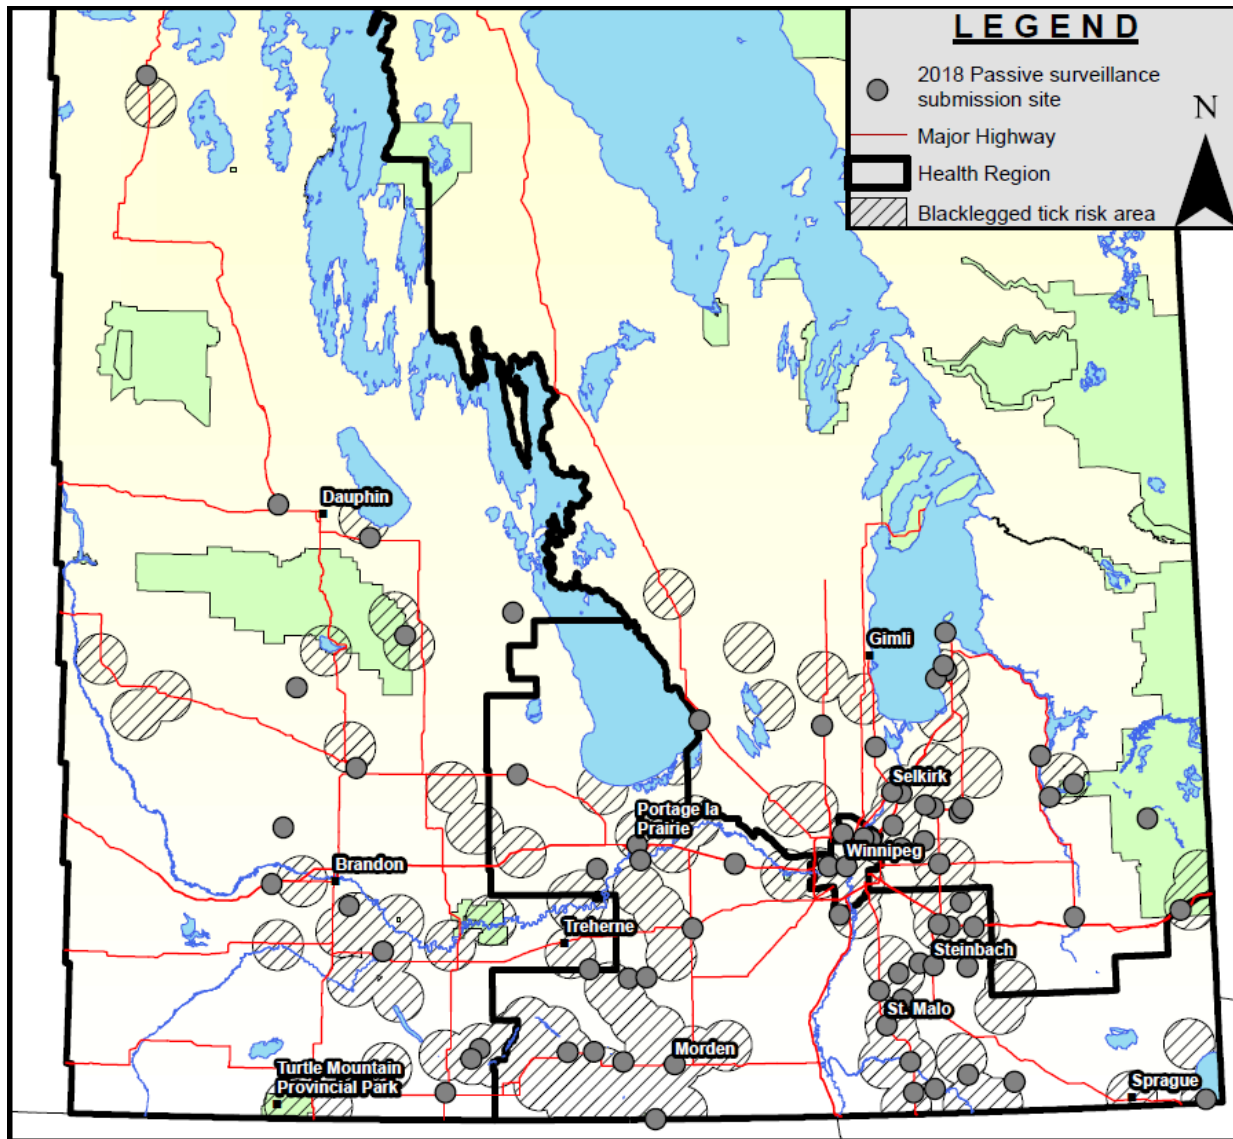 LEGEND
2018 Passive surveillance
submission site
N
Major Highway
Health Region
Blacklegged tick risk area
Dauphin
Gimli
Selkirk
Portage la
Prairie
Winnipeg
Brandon
Treherne
Steinbach
St. Malo
Morden
Turtle Mountain
Provincial Park
Sprague